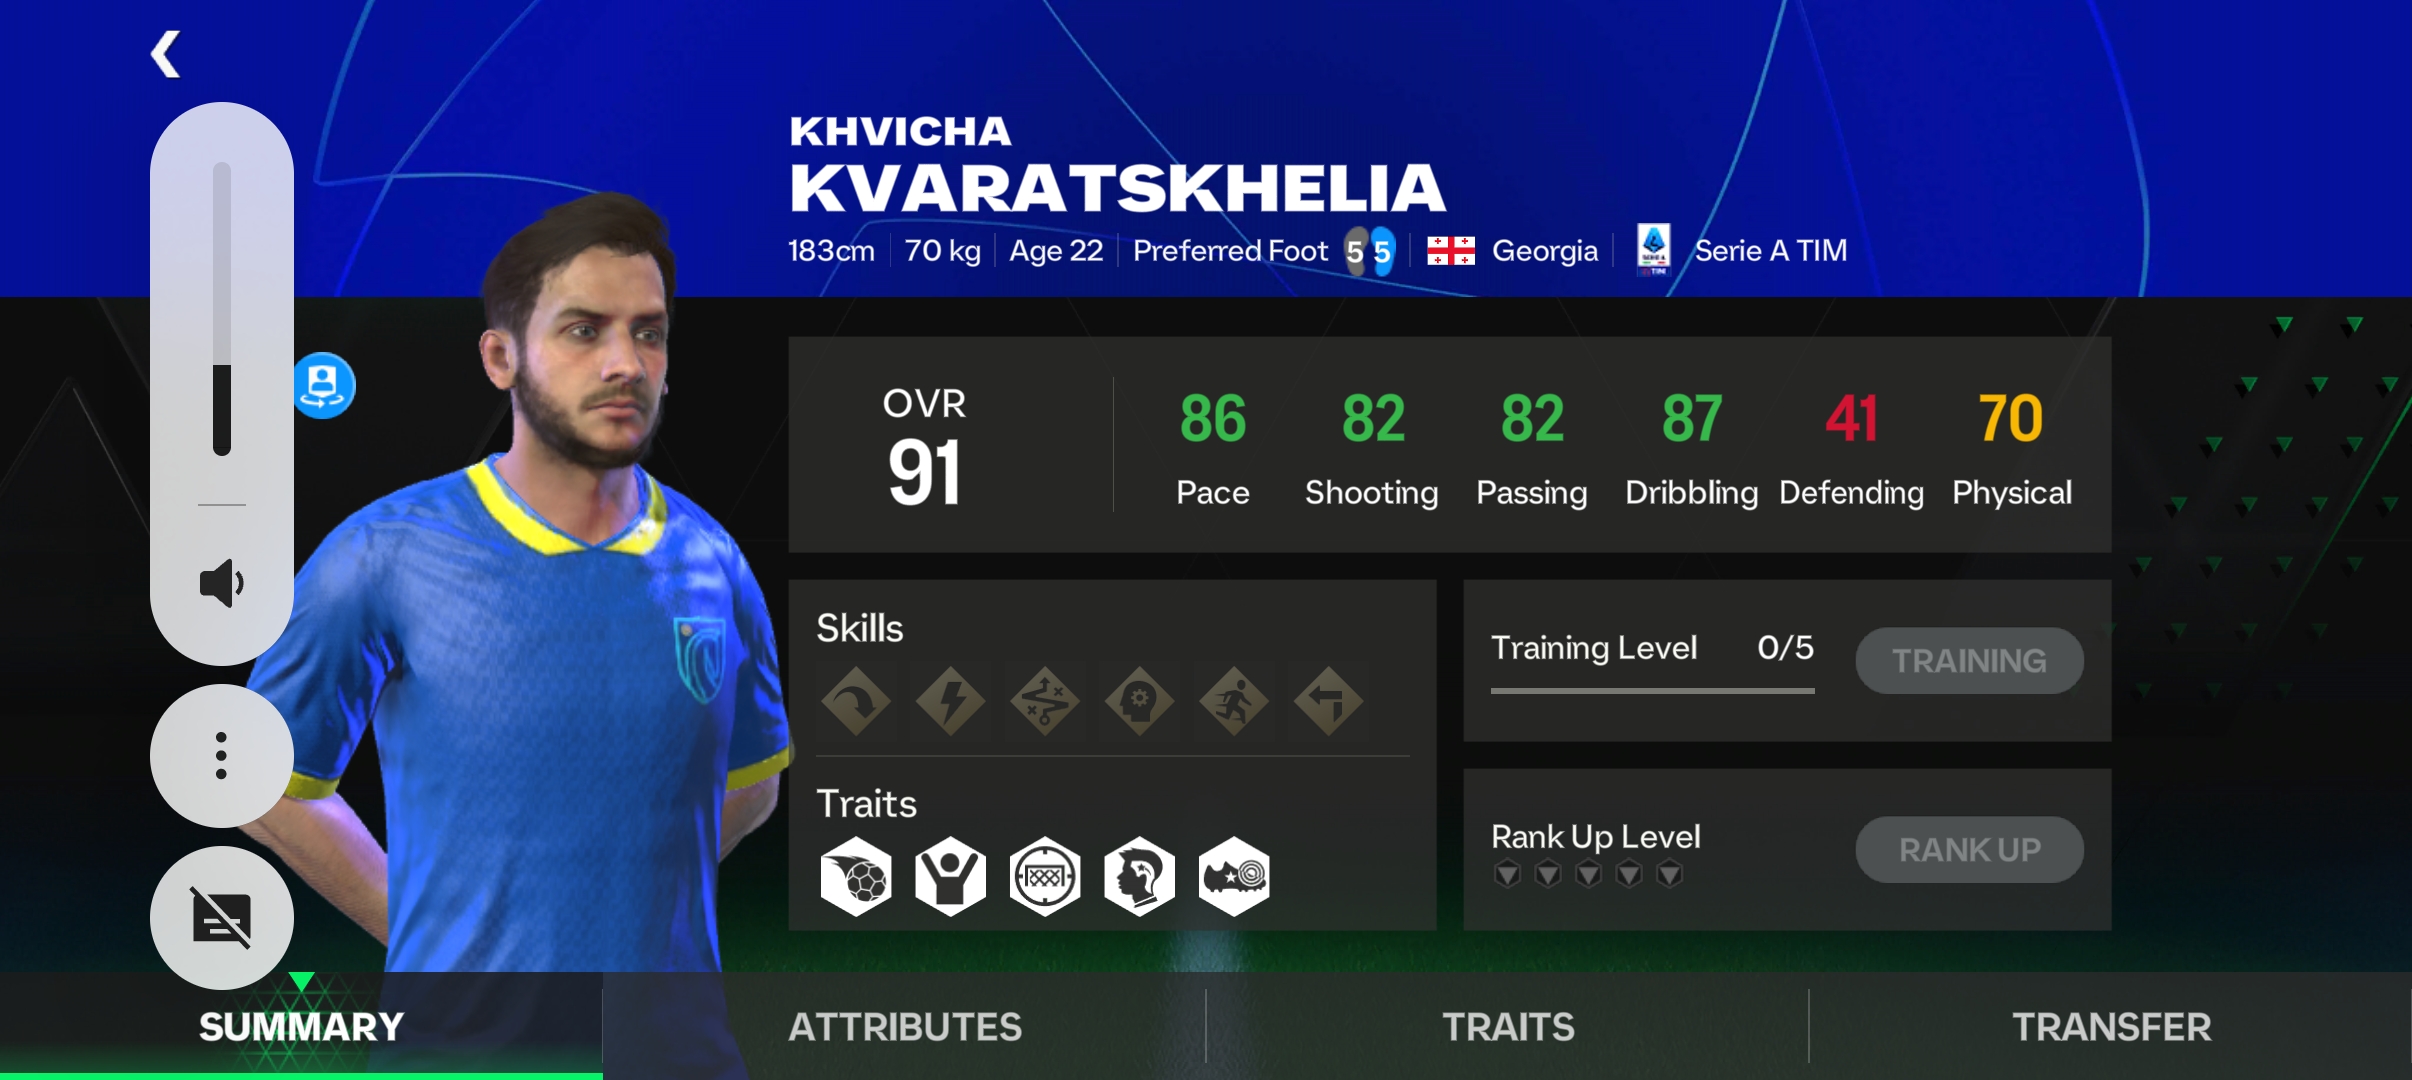 KHVICHA
KVARATSKHELIA
183cm 70 kg Age 22 Preferred Foot 5 5 Georgia Serie A TIM
OVR
91
86 82 82 87 41 70
Pace Shooting Passing Dribbling Defending Physical
Skills
Training Level 0/5 TRAINING
Traits
Rank Up Level RANK UP
SUMMARY ATTRIBUTES TRAITS TRANSFER